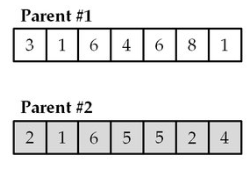 Parent #1
3 1 6 4 6 8 1
Parent #2
2 1 6 5 5 2 4